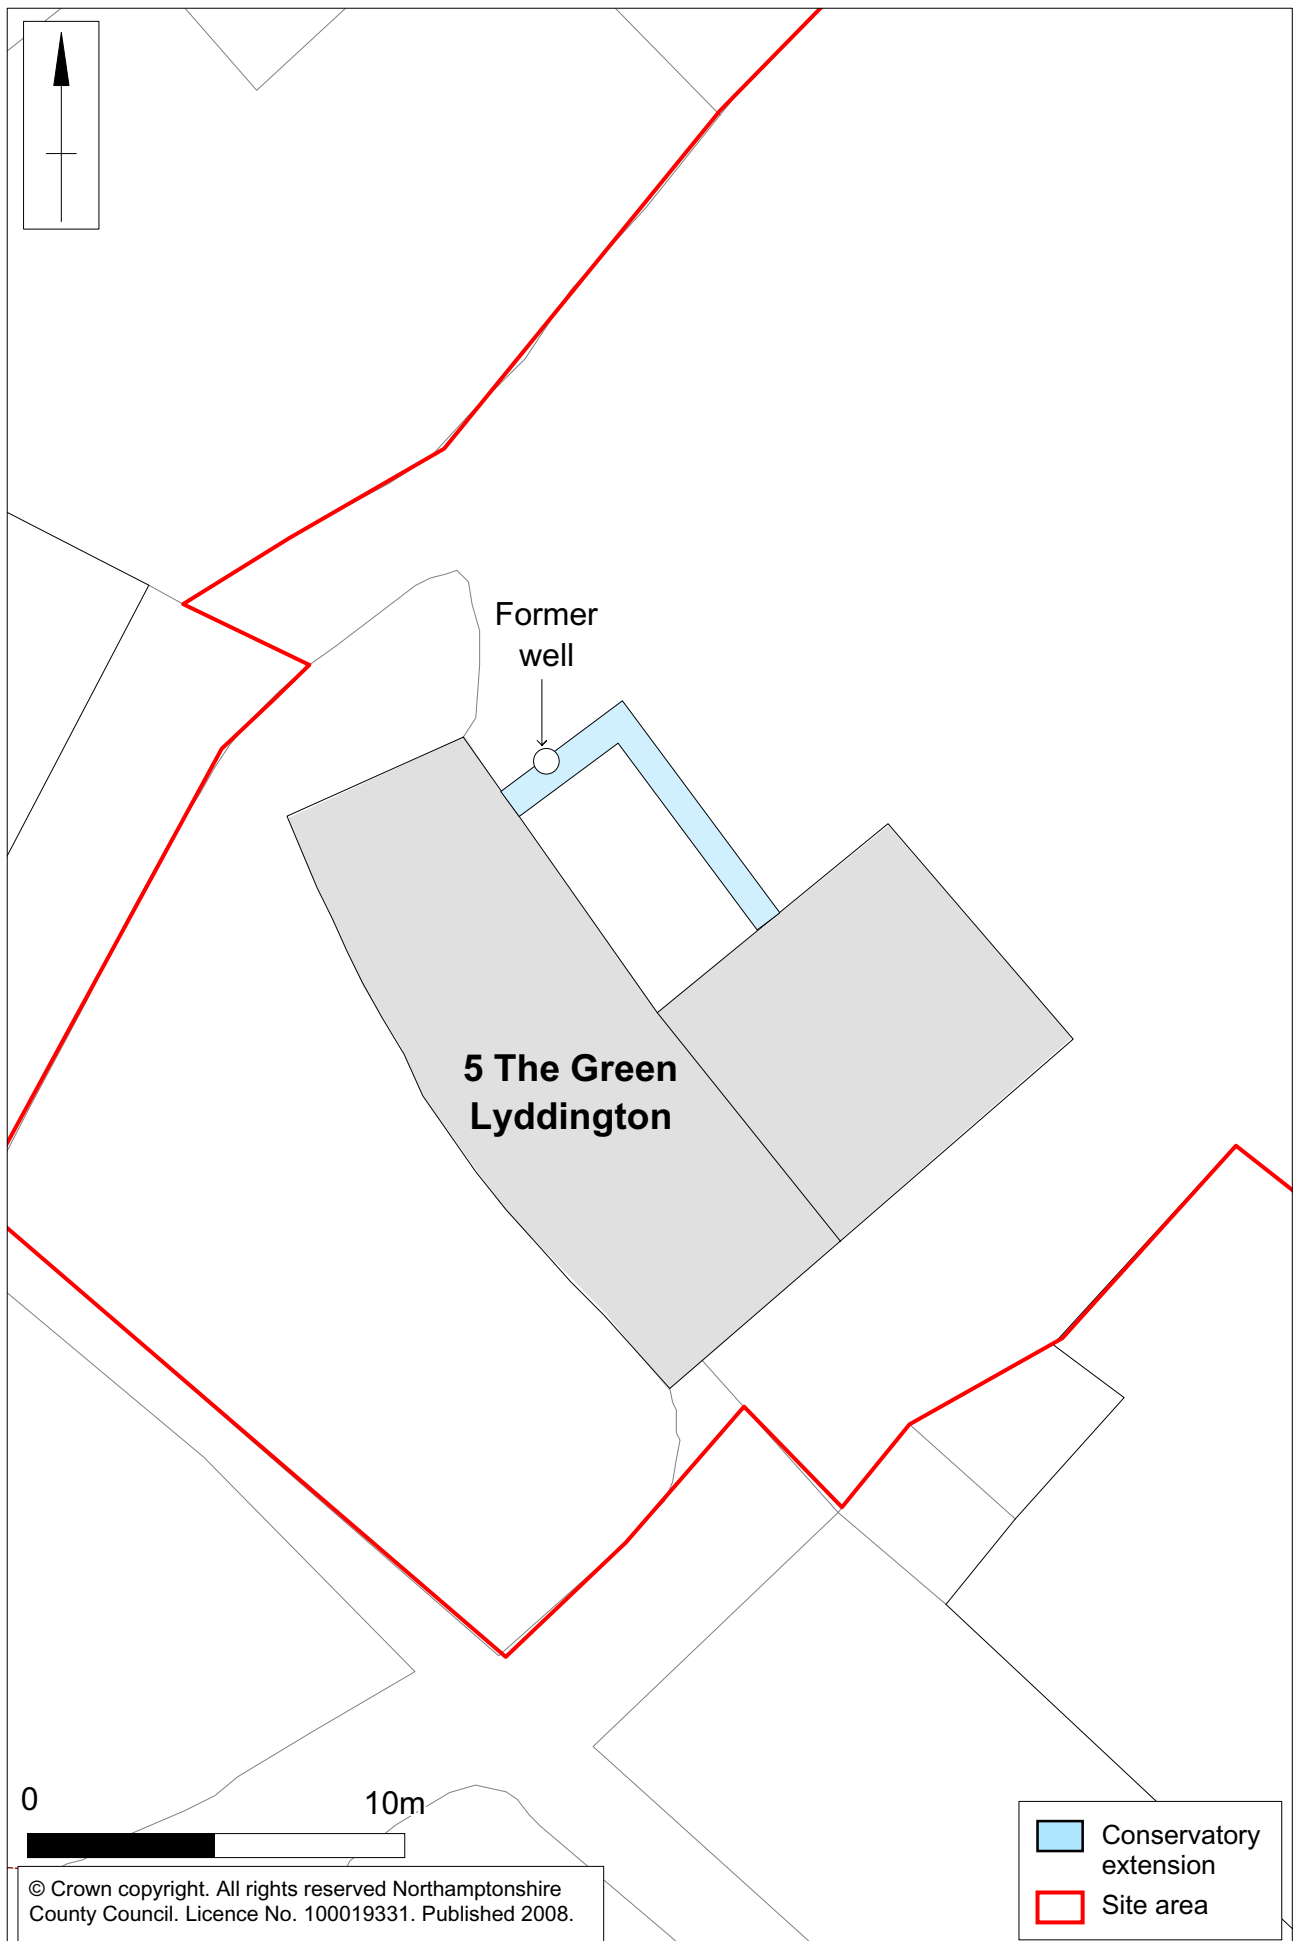 Former
well
5 The Green
Lyddington
0
10m
© Crown copyright. All rights reserved Northamptonshire
County Council. Licence No. 100019331. Published 2008.
Conservatory
extension
Site area